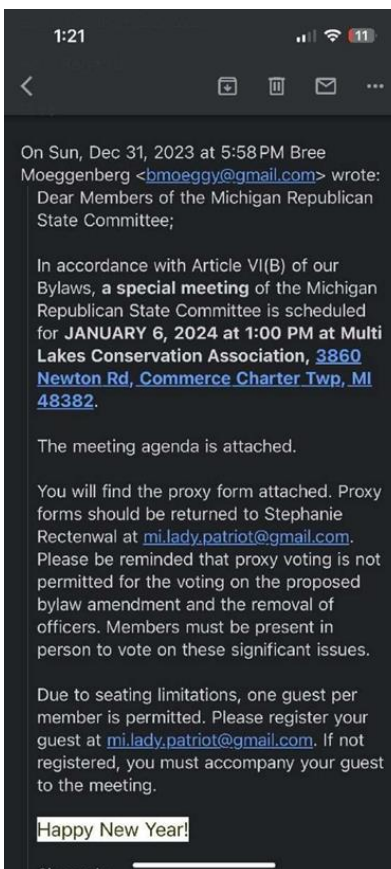 1:21
11
On Sun, Dec 31, 2023 at 5:58 PM Bree
Moeggenberg <bmoeggy@gmail.com> wrote:
Dear Members of the Michigan Republican
State Committee;
In accordance with Article VI(B) of our
Bylaws, a special meeting of the Michigan
Republican State Committee is scheduled
for JANUARY 6, 2024 at 1:00 PM at Multi
Lakes Conservation Association, 3860
Newton Rd, Commerce Charter Twp, MI
48382.
The meeting agenda is attached.
You will find the proxy form attached. Proxy
forms should be returned to Stephanie
Rectenwal at mi.lady.patriot@gmail.com.
Please be reminded that proxy voting is not
permitted for the voting on the proposed
bylaw amendment and the removal of
officers. Members must be present in
person to vote on these significant issues.
Due to seating limitations, one guest per
member is permitted. Please register your
guest at mi.lady.patriot@gmail.com. If not
registered, you must accompany your guest
to the meeting.
Happy New Year!